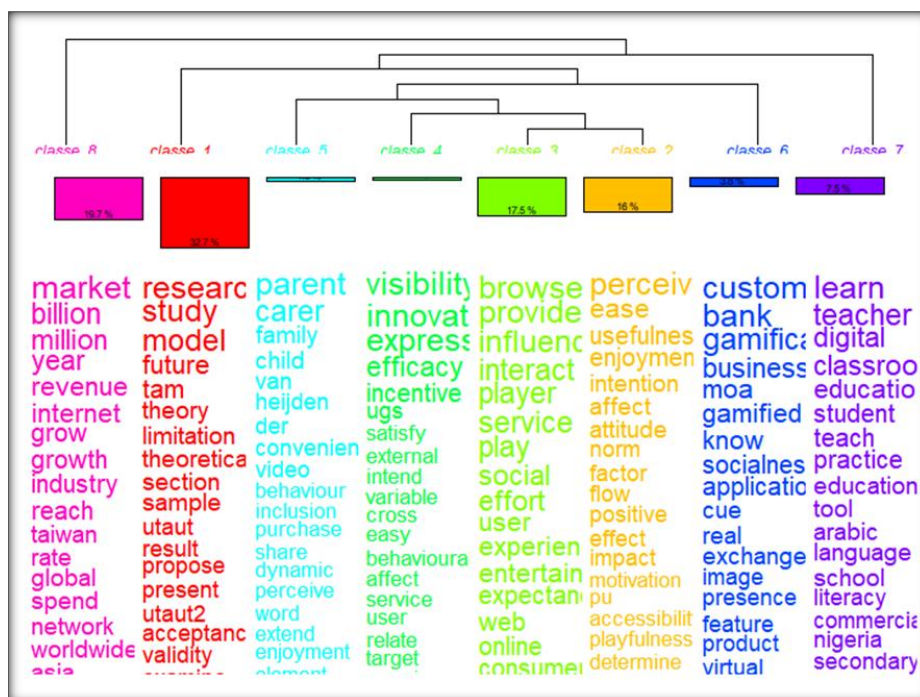 classe 8
classe 1
classe 5
classe 4
classe 3
classe 2
classe 6
classe 7
19.7 %
32.7 %
17.5 %
16 %
7.5 %
market
billion
million
year
revenue
internet
grow
growth
industry
reach
taiwan
rate
global
spend
network
worldwide
asia
researc
study
model
future
tam
theory
limitation
theoretica
section
sample
utaut
result
propose
present
utaut2
acceptanc
validity
examine
parent
carer
family
child
van
heijden
der
convenien
video
behaviour
inclusion
purchase
share
dynamic
perceive
word
extend
enjoyment
element
visibility
innovat
express
efficacy
incentive
ugs
satisfy
external
intend
variable
cross
easy
behavioura
affect
service
user
relate
target
browse
provide
influenc
interact
player
service
play
social
effort
user
experien
entertain
expectan
web
online
consumer
perceiv
ease
usefulnes
enjoymen
intention
affect
attitude
norm
factor
flow
positive
effect
impact
motivation
pu
accessibilit
playfulness
determine
custom
bank
gamifica
business
moa
gamified
know
socialnes
applicatio
cue
real
exchange
image
presence
feature
product
virtual
learn
teacher
digital
classroo
educatio
student
teach
practice
education
tool
arabic
language
school
literacy
commercia
nigeria
secondary